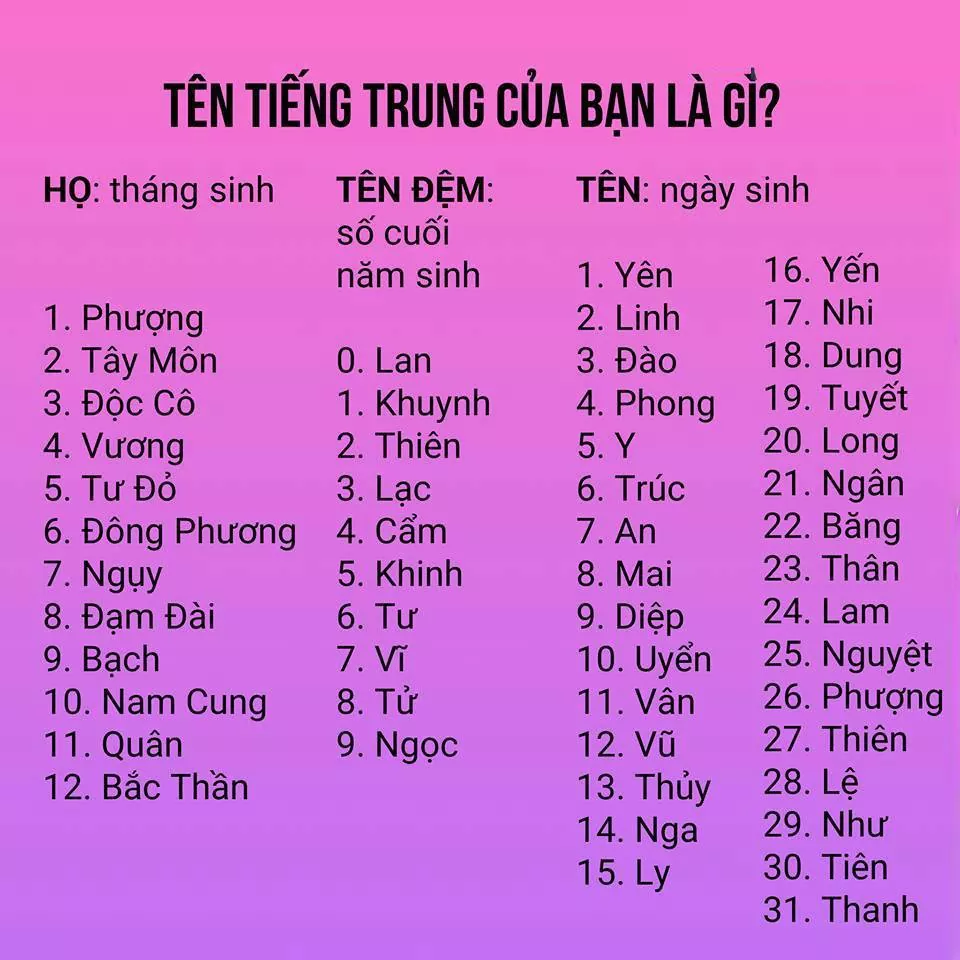 TÊN TIẾNG TRUNG CỦA BẠN LÀ GÌ?
HỌ: tháng sinh
1. Phượng
2. Tây Môn
3. Độc Cô
4. Vương
5. Tư Đỏ
6. Đông Phương
7. Ngụy
8. Đạm Đài
9. Bạch
10. Nam Cung
11. Quân
12. Bắc Thần
TÊN ĐỆM:
số cuối
năm sinh
0. Lan
1. Khuynh
2. Thiên
3. Lạc
4. Cẩm
5. Khinh
6. Tư
7. Vĩ
8. Tử
9. Ngọc
TÊN: ngày sinh
1. Yên
2. Linh
3. Đào
4. Phong
5. Y
6. Trúc
7. An
8. Mai
9. Diệp
10. Uyển
11. Vân
12. Vũ
13. Thủy
14. Nga
15. Ly
16. Yến
17. Nhi
18. Dung
19. Tuyết
20. Long
21. Ngân
22. Băng
23. Thân
24. Lam
25. Nguyệt
26. Phượng
27. Thiên
28. Lệ
29. Như
30. Tiên
31. Thanh